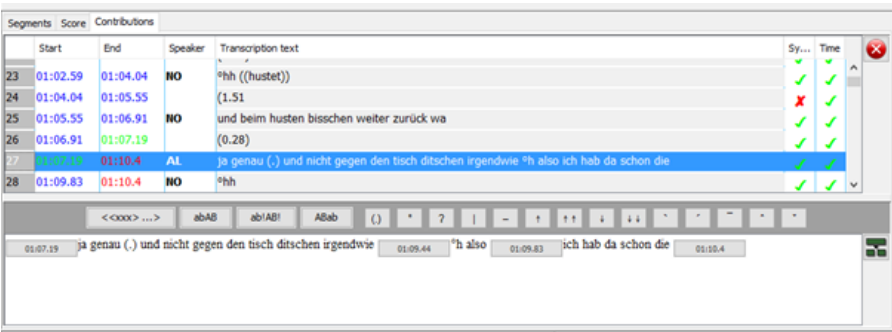 Segments Score Contributions
Start End Speaker Transcription text Sy... Time
23 01:02.59 01:04.04 NO °hh ((hustet))
24 01:04.04 01:05.55 (1.51
25 01:05.55 01:06.91 NO und beim husten bisschen weiter zurück wa
26 01:06.91 01:07.19 (0.28)
27 01:07.19 01:10.4 AL ja genau (.) und nicht gegen den tisch ditschen irgendwie °h also ich hab da schon die
28 01:09.83 01:10.4 NO °hh
<<xxx> ...> abAB ab!AB! ABab (.) ° ? | – ↑ ↑↑ ↓ ↓↓ ` ´ ¯ ˆ ˇ
01:07.19 ja genau (.) und nicht gegen den tisch ditschen irgendwie 01:09.44 °h also 01:09.83 ich hab da schon die 01:10.4